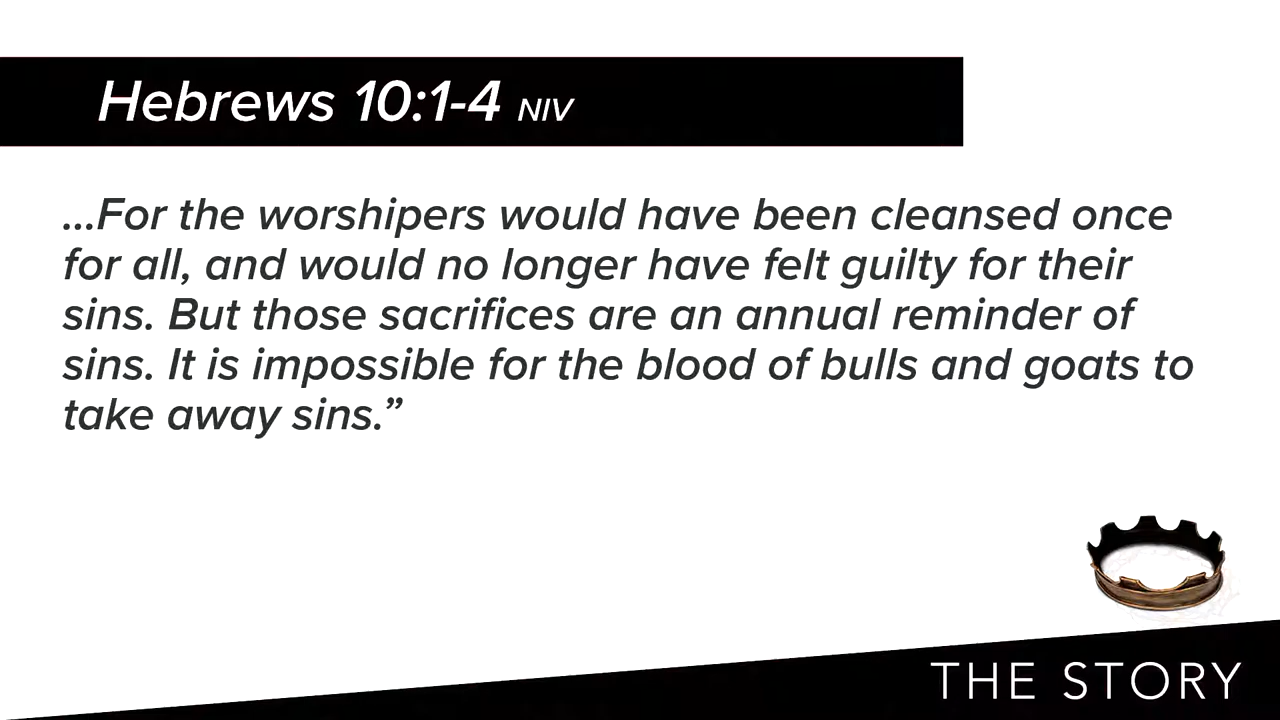 Hebrews 10:1-4 NIV
...For the worshipers would have been cleansed once
for all, and would no longer have felt guilty for their
sins. But those sacrifices are an annual reminder of
sins. It is impossible for the blood of bulls and goats to
take away sins.”
THE STORY